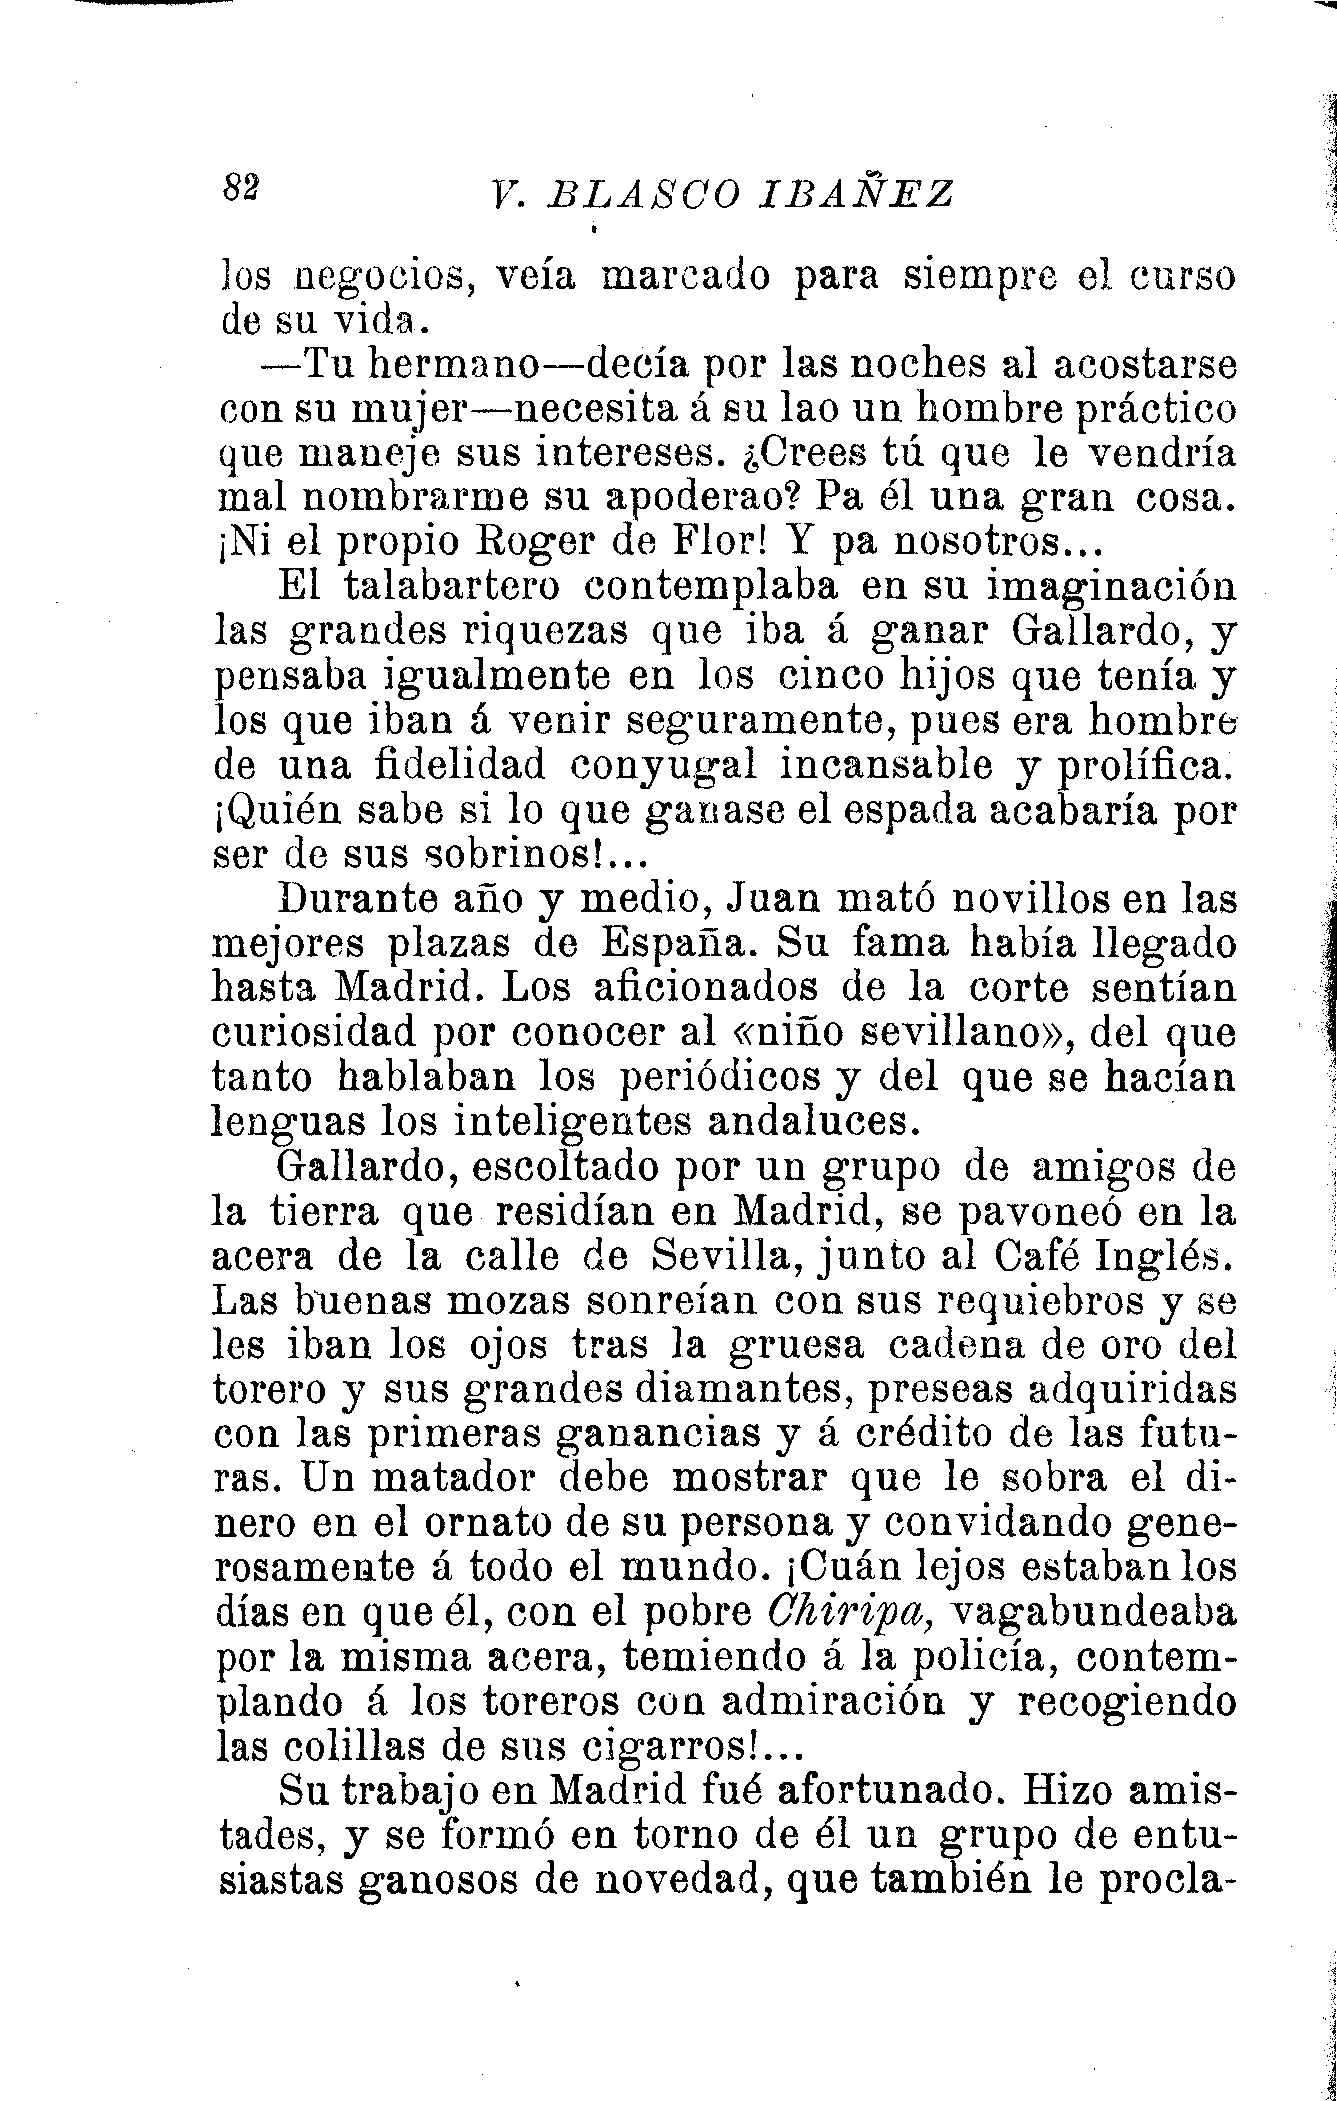 82 V. BLASCO IBAÑEZ
los negocios, veía marcado para siempre el curso
de su vida.
—Tu hermano—decía por las noches al acostarse
con su mujer—necesita á su lao un hombre práctico
que maneje sus intereses. ¿Crees tú que le vendría
mal nombrarme su apoderao? Pa él una gran cosa.
¡Ni el propio Roger de Flor! Y pa nosotros...
El talabartero contemplaba en su imaginación
las grandes riquezas que iba á ganar Gallardo, y
pensaba igualmente en los cinco hijos que tenía y
los que iban á venir seguramente, pues era hombre
de una fidelidad conyugal incansable y prolífica.
¡Quién sabe si lo que ganase el espada acabaría por
ser de sus sobrinos!...
Durante año y medio, Juan mató novillos en las
mejores plazas de España. Su fama había llegado
hasta Madrid. Los aficionados de la corte sentían
curiosidad por conocer al «niño sevillano», del que
tanto hablaban los periódicos y del que se hacían
lenguas los inteligentes andaluces.
Gallardo, escoltado por un grupo de amigos de
la tierra que residían en Madrid, se pavoneó en la
acera de la calle de Sevilla, junto al Café Inglés.
Las buenas mozas sonreían con sus requiebros y se
les iban los ojos tras la gruesa cadena de oro del
torero y sus grandes diamantes, preseas adquiridas
con las primeras ganancias y á crédito de las futu-
ras. Un matador debe mostrar que le sobra el di-
nero en el ornato de su persona y convidando gene-
rosamente á todo el mundo. ¡Cuán lejos estaban los
días en que él, con el pobre Chiripa, vagabundeaba
por la misma acera, temiendo á la policía, contem-
plando á los toreros con admiración y recogiendo
las colillas de sus cigarros!...
Su trabajo en Madrid fué afortunado. Hizo amis-
tades, y se formó en torno de él un grupo de entu-
siastas ganosos de novedad, que también le procla-